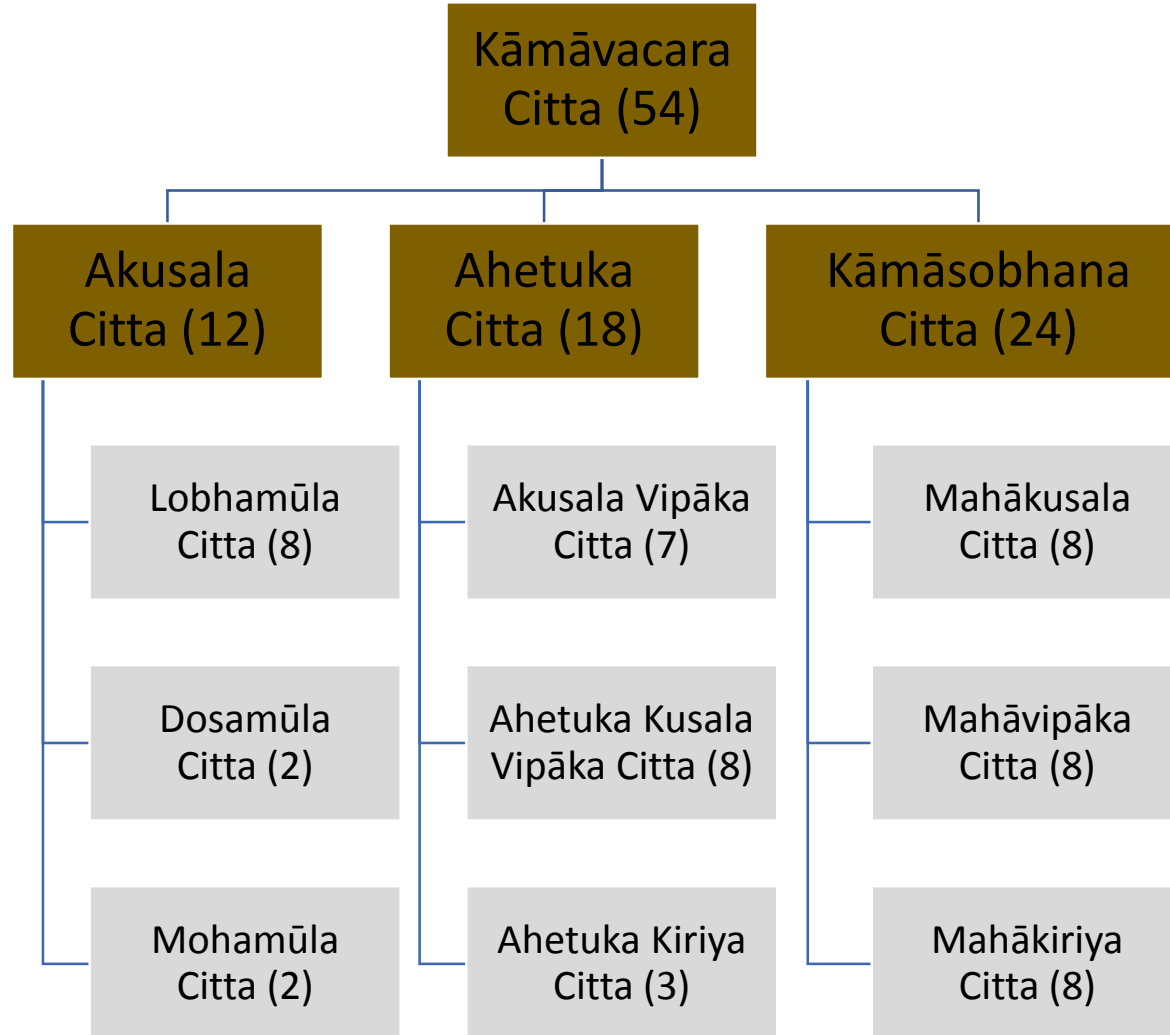 Kāmāvacara
Citta (54)
Akusala
Citta (12)
Ahetuka
Citta (18)
Kāmāsobhana
Citta (24)
Lobhamūla
Citta (8)
Akusala Vipāka
Citta (7)
Mahākusala
Citta (8)
Dosamūla
Citta (2)
Ahetuka Kusala
Vipāka Citta (8)
Mahāvipāka
Citta (8)
Mohamūla
Citta (2)
Ahetuka Kiriya
Citta (3)
Mahākiriya
Citta (8)